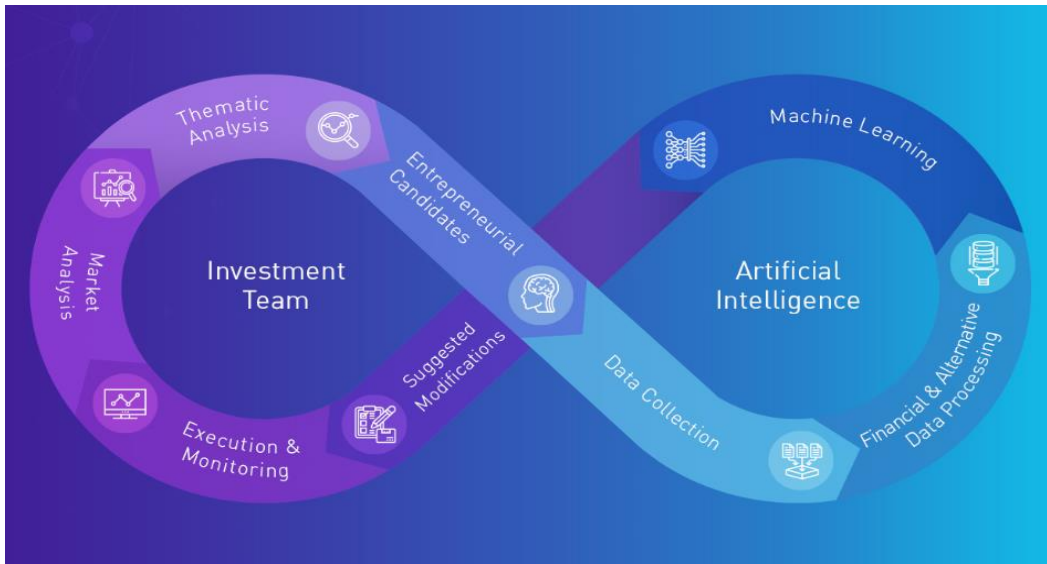 Thematic
Analysis
Machine Learning
Entrepreneurial
Candidates
Market
Analysis
Investment
Team
Artificial
Intelligence
Suggested
Modifications
Data Collection
Financial & Alternative
Data Processing
Execution &
Monitoring